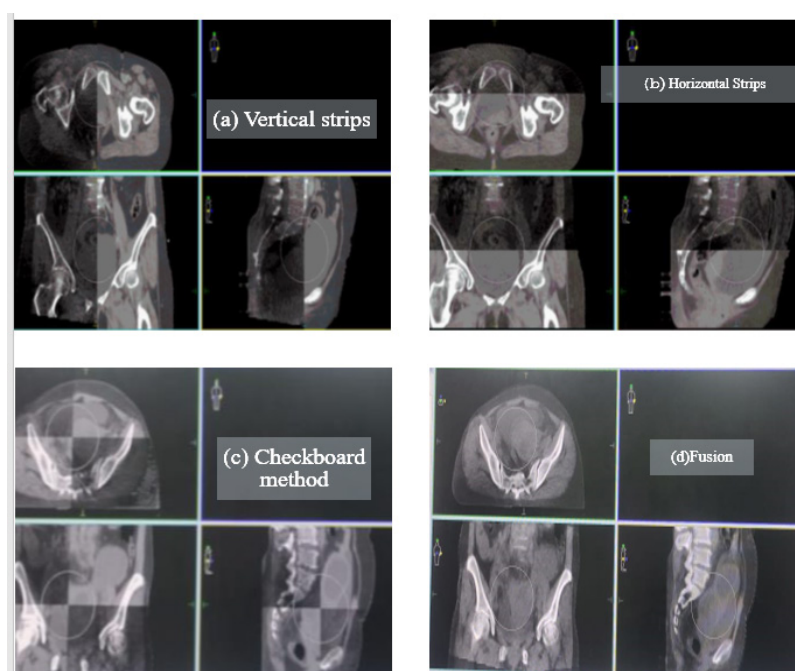 (a) Vertical strips
(b) Horizontal Strips
(c) Checkboard
method
(d)Fusion